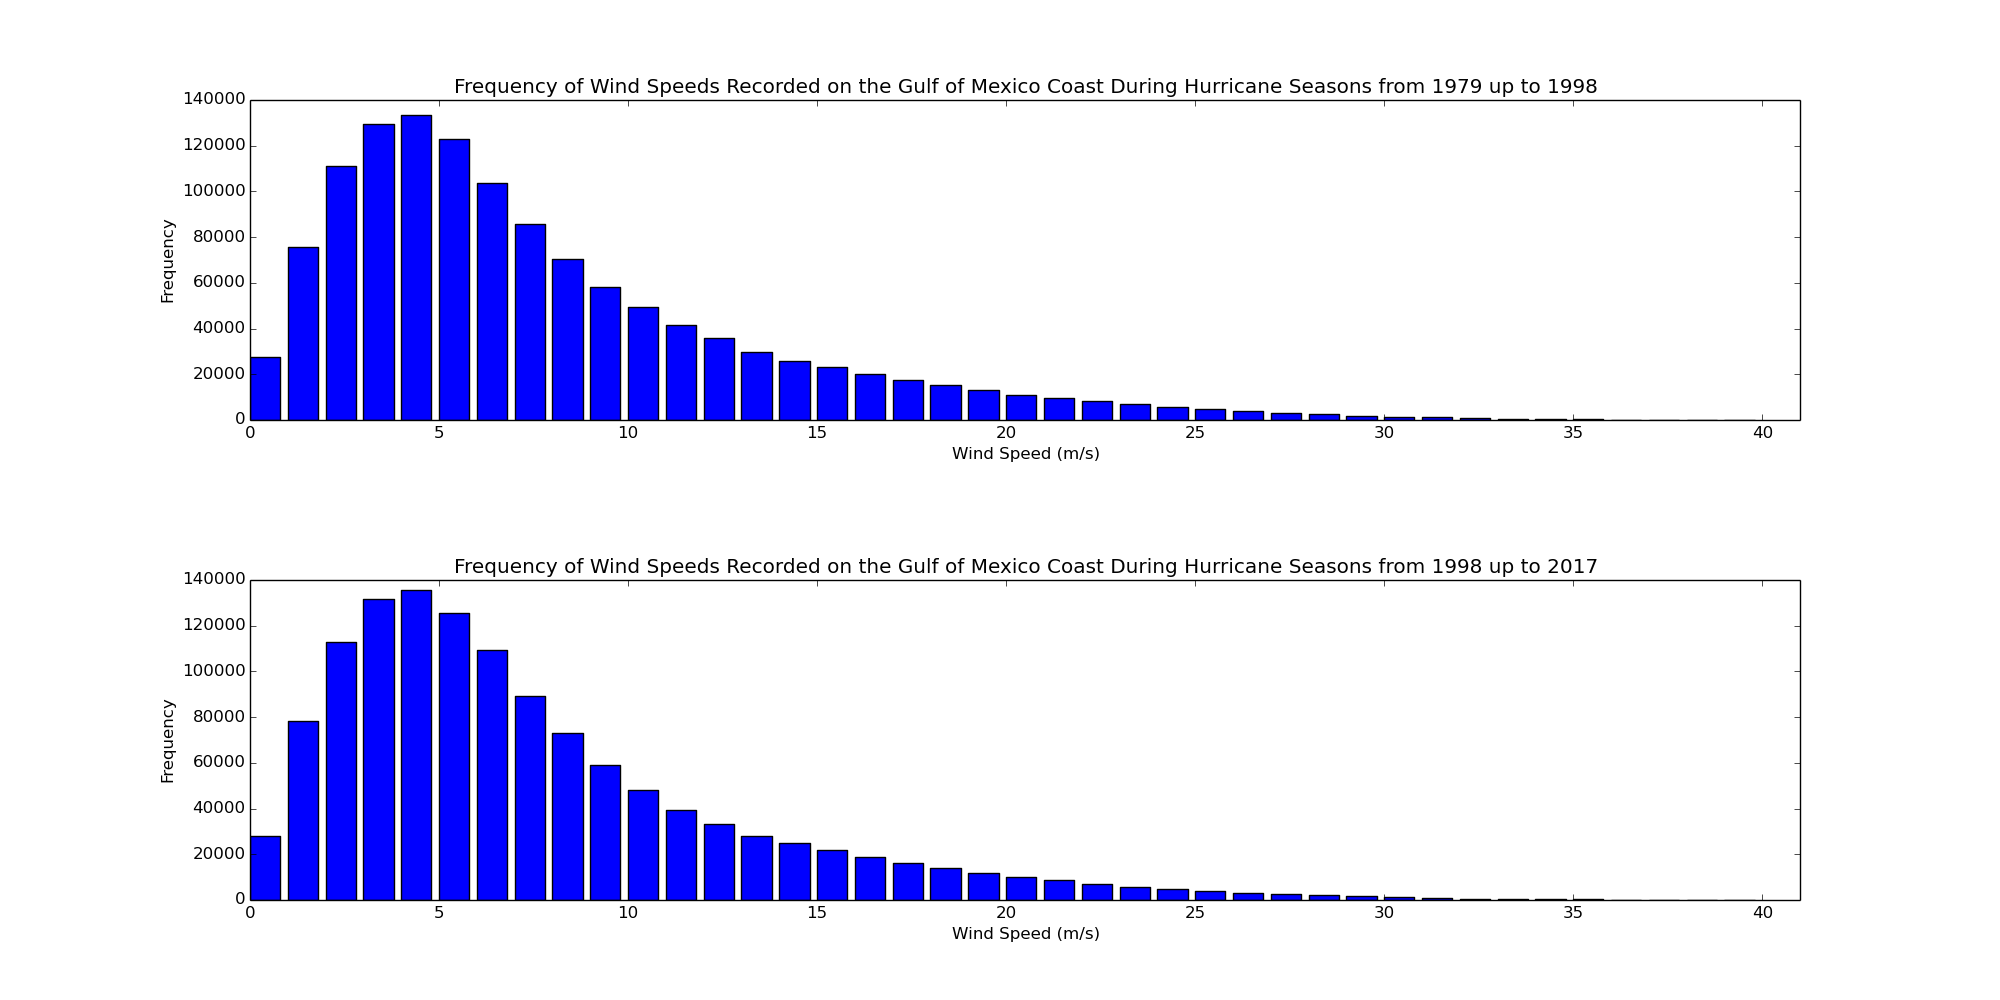 Frequency of Wind Speeds Recorded on the Gulf of Mexico Coast During Hurricane Seasons from 1979 up to 1998
140000
120000
100000
80000
60000
40000
20000
0
Frequency
0 5 10 15 20 25 30 35 40
Wind Speed (m/s)
Frequency of Wind Speeds Recorded on the Gulf of Mexico Coast During Hurricane Seasons from 1998 up to 2017
140000
120000
100000
80000
60000
40000
20000
0
Frequency
0 5 10 15 20 25 30 35 40
Wind Speed (m/s)